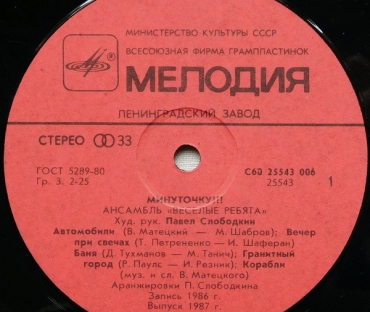 МИНИСТЕРСТВО КУЛЬТУРЫ СССР
ВСЕСОЮЗНАЯ ФИРМА ГРАМПЛАСТИНОК
МЕЛОДИЯ
ЛЕНИНГРАДСКИЙ ЗАВОД
СТЕРЕО 33
ГОСТ 5289-80
Гр. 3. 2-25
С60 25543 006
25543 1
МИНУТОЧКУ!!!
АНСАМБЛЬ «ВЕСЕЛЫЕ РЕБЯТА»
Худ. рук. Павел Слободкин
Автомобили (В. Матецкий — М. Шабров); Вечер
при свечах (Т. Петрененко — И. Шаферан)
Баня (Д. Тухманов — М. Танич); Гранитный
город (Р. Паулс — И. Резник); Корабли
(муз. и сл. В. Матецкого)
Аранжировки П. Слободкина
Запись 1986 г.
Выпуск 1987 г.